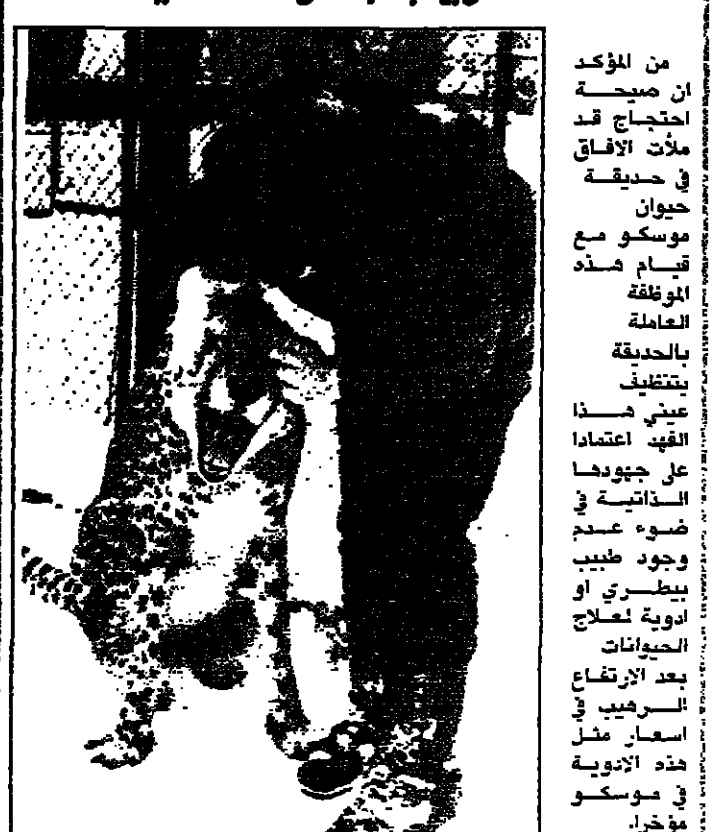 من المؤكد
ان صيحة
احتجاج قد
ملأت الافاق
في حديقة
حيوان
موسكو مع
قيام هذه
الموظفة
العاملة
بالحديقة
بتنظيف
عيني هذا
الفهد اعتمادا
على جهودها
الذاتية في
ضوء عدم
وجود طبيب
بيطري او
ادوية لعلاج
الحيوانات
بعد الارتفاع
الرهيب في
اسعار مثل
هذه الادوية
في موسكو
مؤخرا.